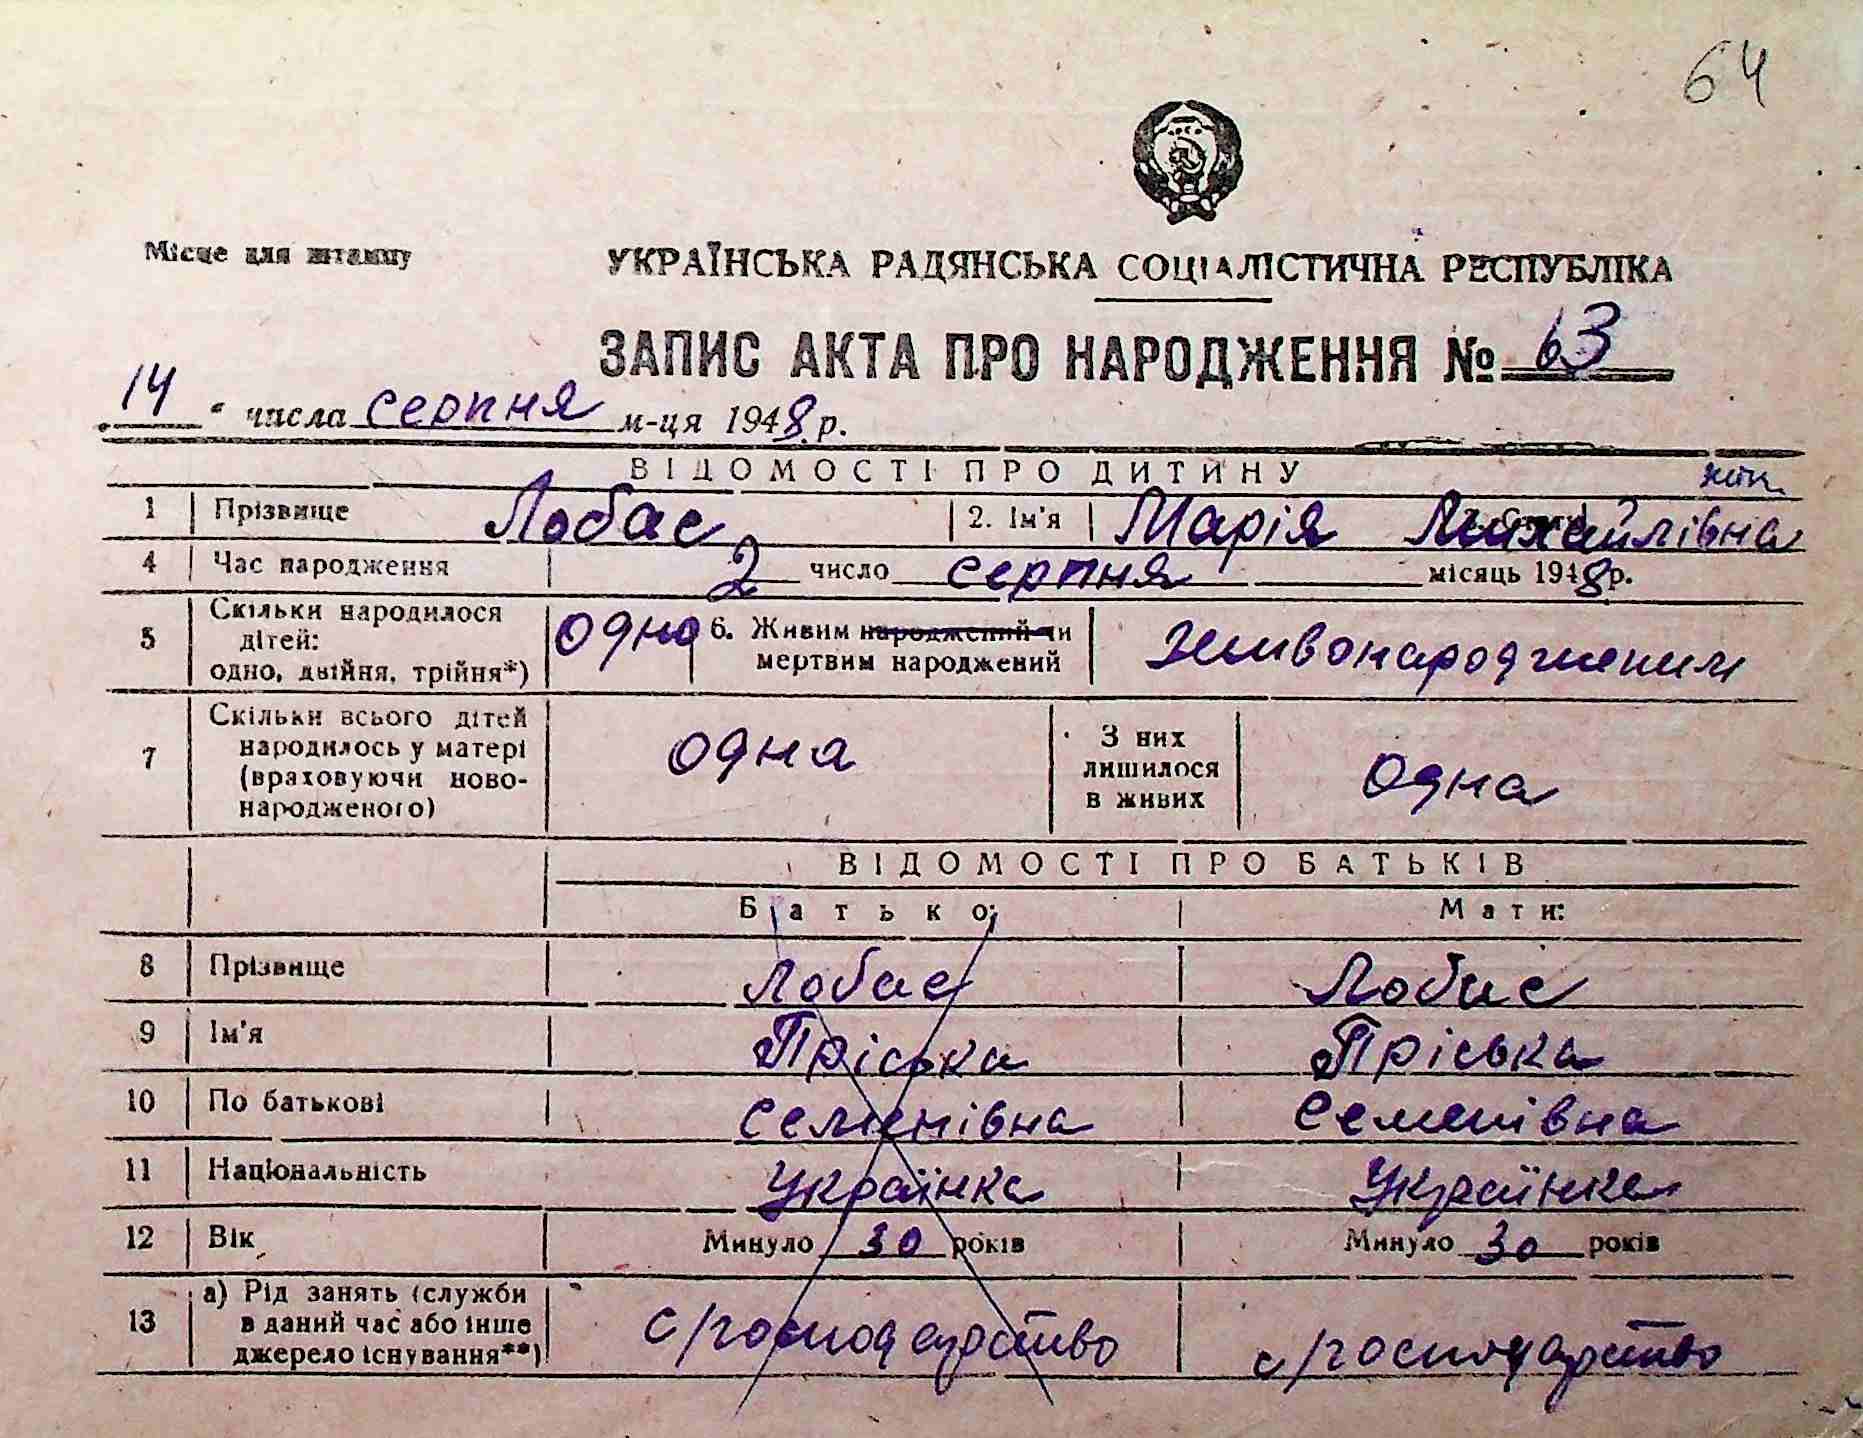 64
Місце для штампу
УКРАЇНСЬКА РАДЯНСЬКА СОЦІАЛІСТИЧНА РЕСПУБЛІКА
ЗАПИС АКТА ПРО НАРОДЖЕННЯ № 63
14 " числа серпня м-ця 1948 р.
ВІДОМОСТІ ПРО ДИТИНУ
1 Прізвище Лобас 2. Ім'я Марія Михайлівна
4 Час народження 2 число серпня місяць 1948 р.
5 Скільки народилося дітей: одно, двійня, трійня*) одно 6. Живим народжений чи мертвим народжений живонародженим
7 Скільки всього дітей народилось у матері (враховуючи новонародженого) одна З них лишилося в живих одна
ВІДОМОСТІ ПРО БАТЬКІВ
Батько: Мати:
8 Прізвище Лобас Лобас
9 Ім'я Пріська Пріська
10 По батькові Семенівна Семенівна
11 Національність Українка Українка
12 Вік Минуло 30 років Минуло 30 років
13 а) Рід занять (служби в даний час або інше джерело існування**) с/господарство с/господарство